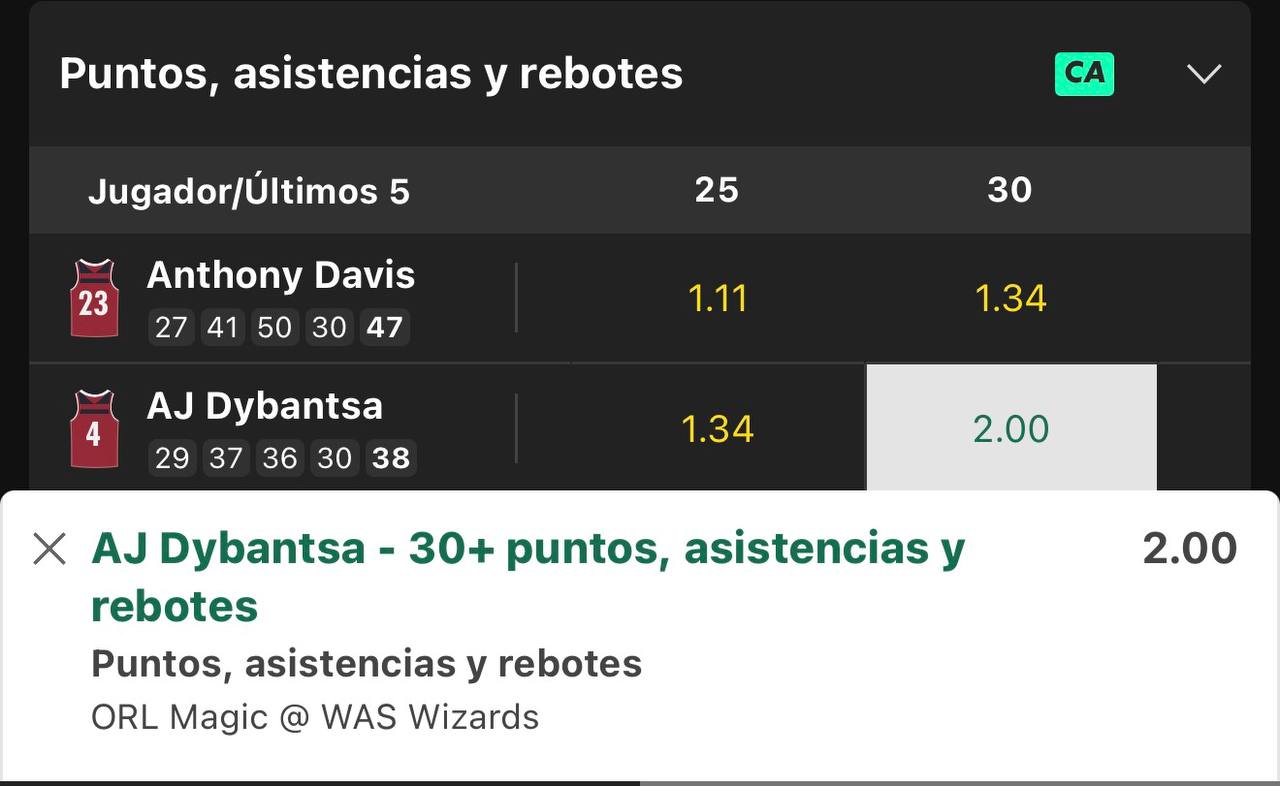 Puntos, asistencias y rebotes CA
Jugador/Últimos 5 25 30
23 Anthony Davis 1.11 1.34
27 41 50 30 47
4 AJ Dybantsa 1.34 2.00
29 37 36 30 38
AJ Dybantsa - 30+ puntos, asistencias y 2.00
rebotes
Puntos, asistencias y rebotes
ORL Magic @ WAS Wizards